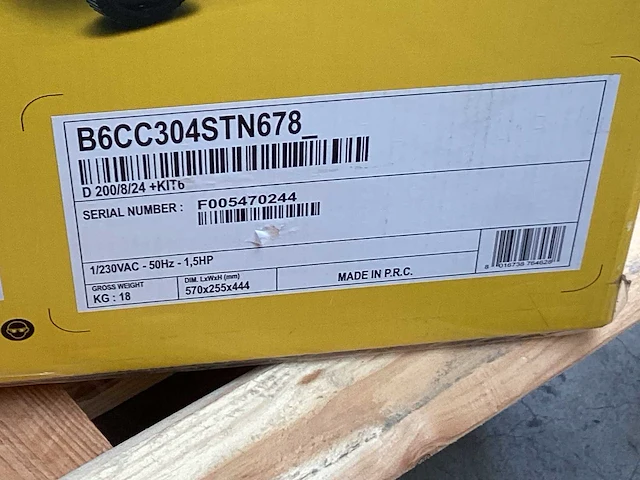 B6CC304STN678_
D 200/8/24 +KIT6
SERIAL NUMBER : F005470244
1/230VAC - 50Hz - 1,5HP
GROSS WEIGHT
KG : 18
DIM. LxWxH (mm)
570x255x444
MADE IN P.R.C.